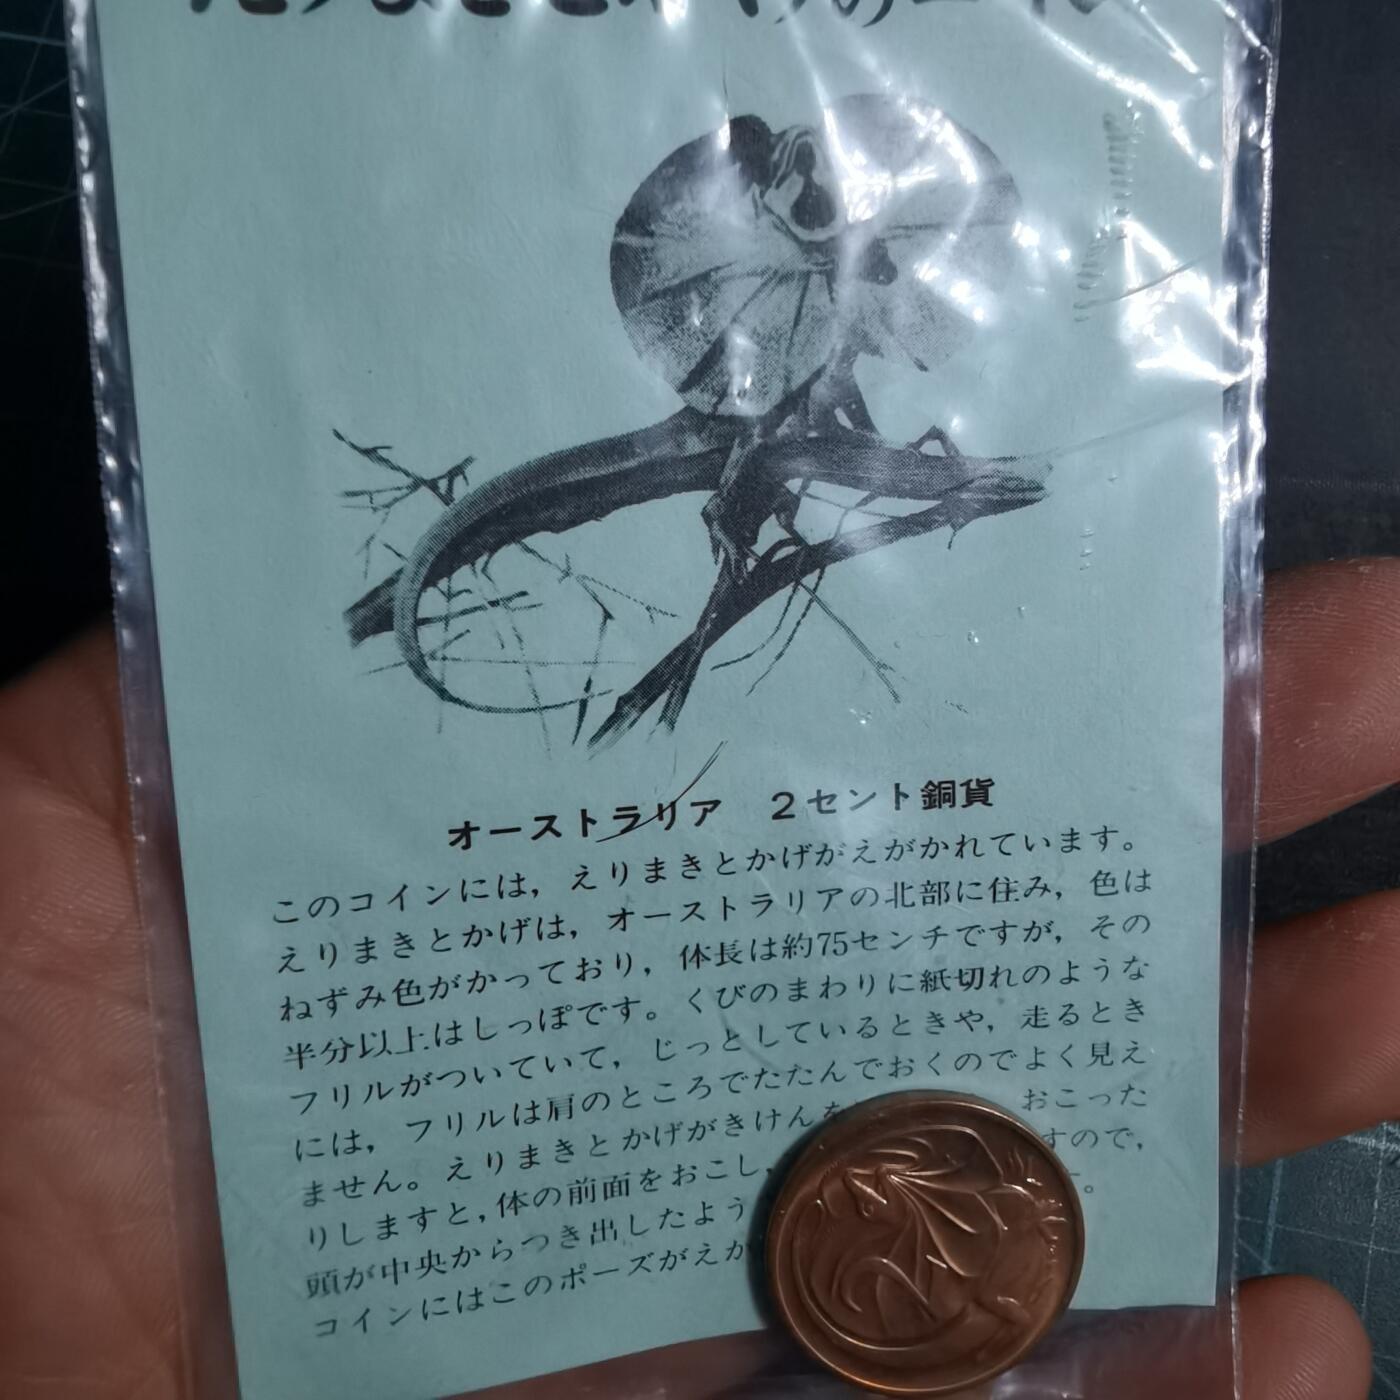 えりまきとかげのコイン
オーストラリア 2セント銅貨
このコインには，えりまきとかげがえがかれています。
えりまきとかげは，オーストラリアの北部に住み，色は
ねずみ色がかっており，体長は約75センチですが，その
半分以上はしっぽです。くびのまわりに紙切れのような
フリルがついていて，じっとしているときや，走るとき
には，フリルは肩のところでたたんでおくのでよく見え
ません。えりまきとかげがきけんを おこった
りしますと，体の前面をおこし， すので，
頭が中央からつき出したよう 。
コインにはこのポーズがえが